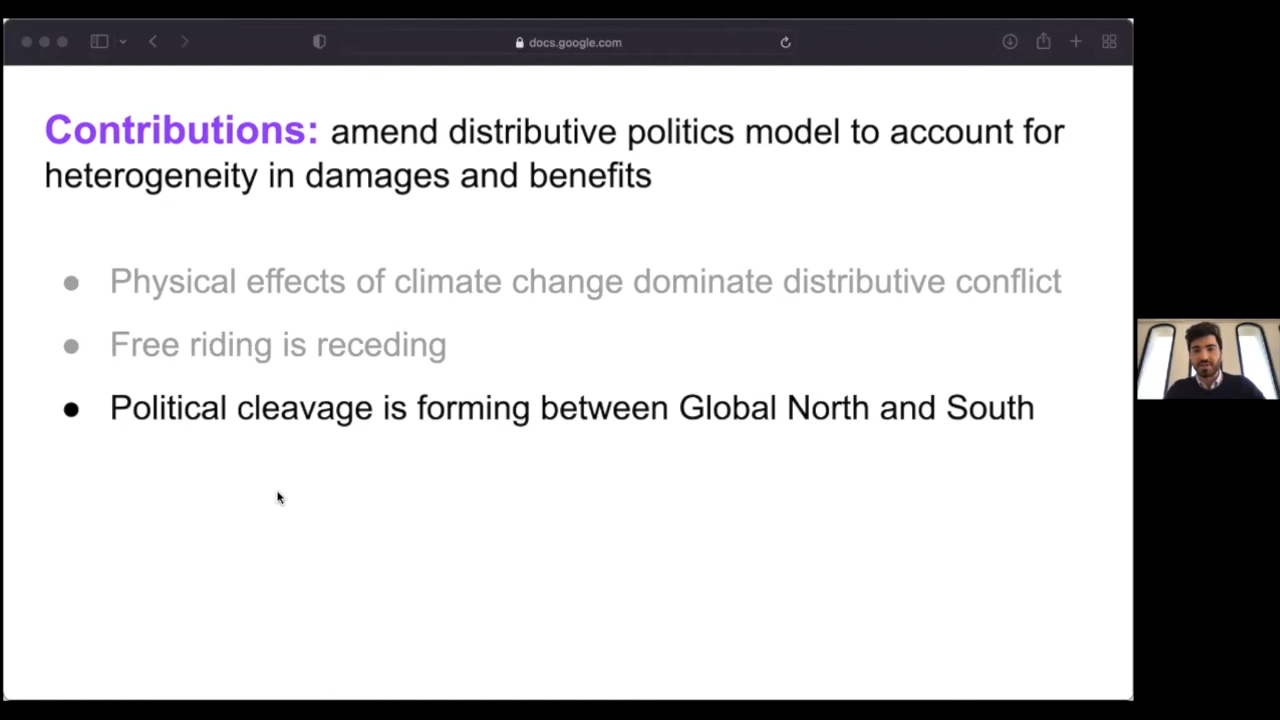 docs.google.com
Contributions: amend distributive politics model to account for
heterogeneity in damages and benefits
● Physical effects of climate change dominate distributive conflict
● Free riding is receding
● Political cleavage is forming between Global North and South